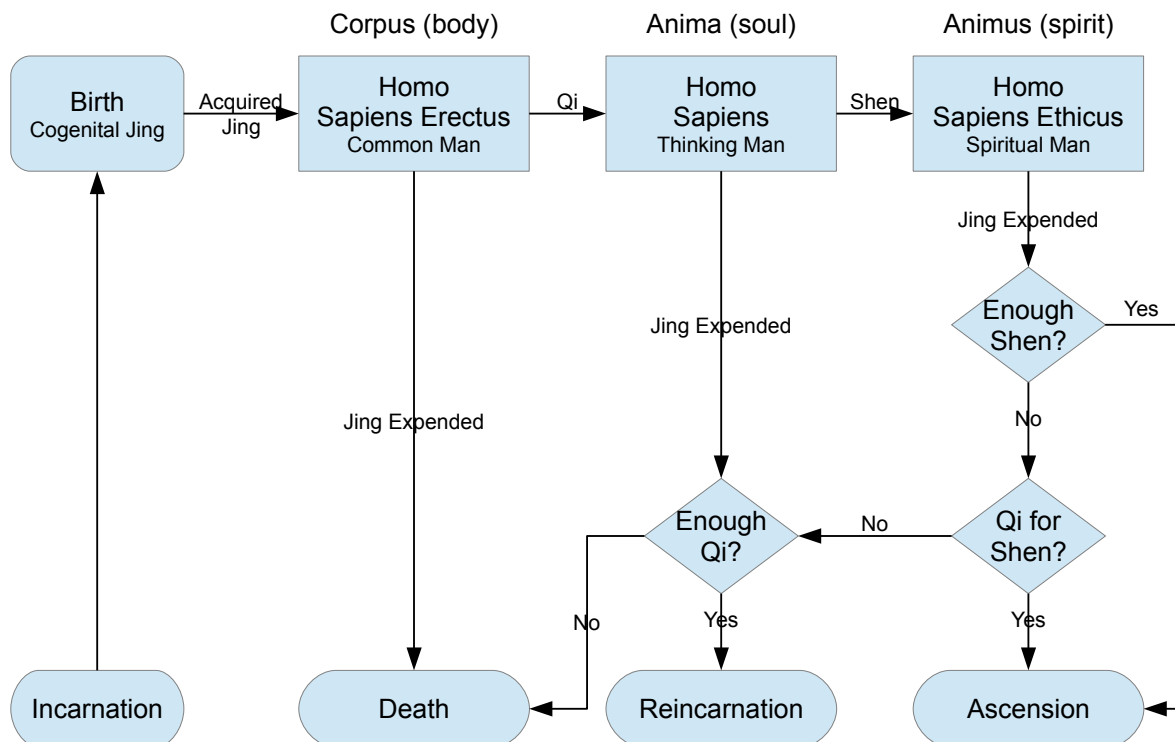 Corpus (body)
Anima (soul)
Animus (spirit)
Birth
Cogenital Jing
Acquired
Jing
Homo
Sapiens Erectus
Common Man
Qi
Homo
Sapiens
Thinking Man
Shen
Homo
Sapiens Ethicus
Spiritual Man
Jing Expended
Enough
Shen?
Yes
Jing Expended
Jing Expended
No
Enough
Qi?
No
Qi for
Shen?
No
Yes
Yes
Incarnation
Death
Reincarnation
Ascension